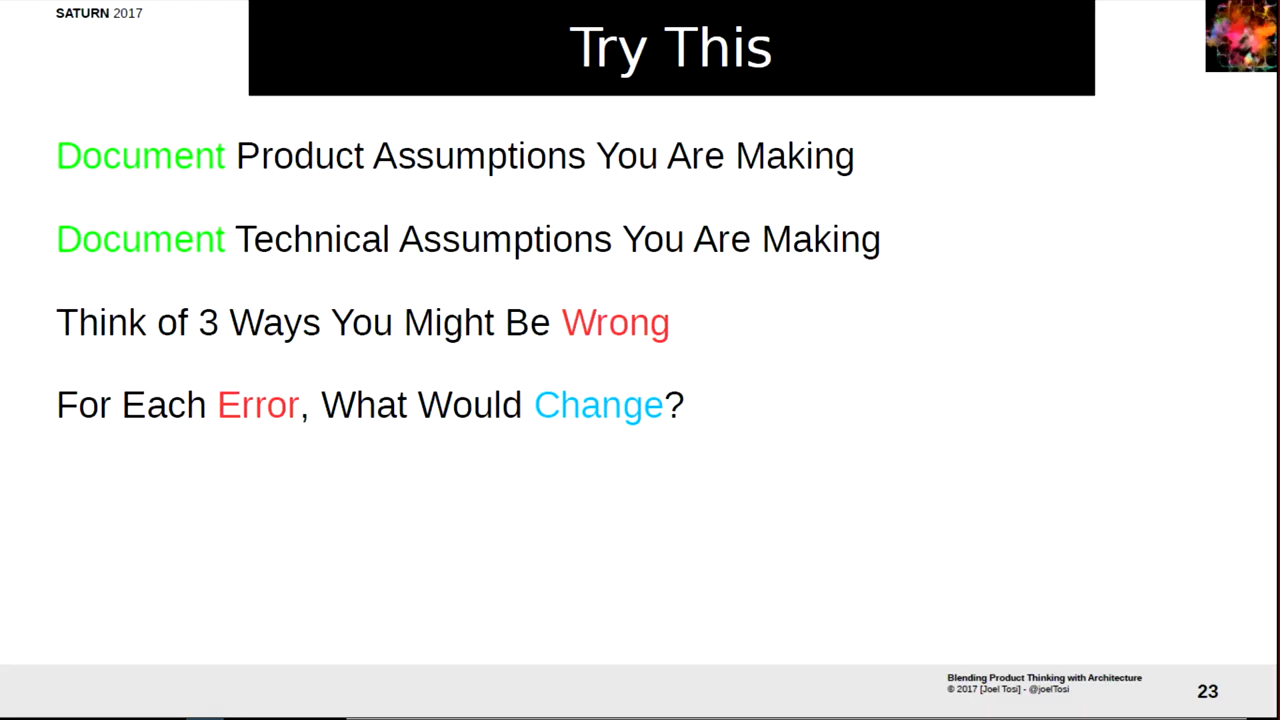 SATURN 2017
Try This
Document Product Assumptions You Are Making
Document Technical Assumptions You Are Making
Think of 3 Ways You Might Be Wrong
For Each Error, What Would Change?
Blending Product Thinking with Architecture
© 2017 [Joel Tosi] - @joelTosi
23